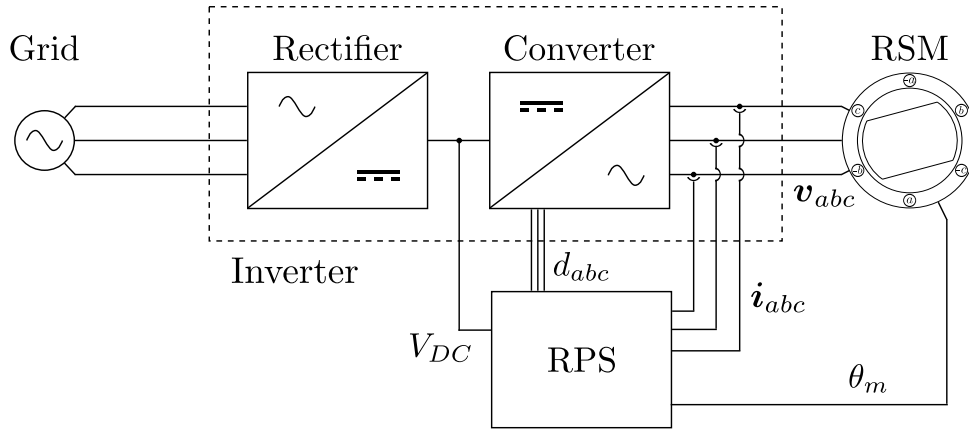 Grid
Rectifier
Converter
RSM
-a
c
b
-b
-c
a
v_abc
Inverter
d_abc
i_abc
V_DC
RPS
θ_m